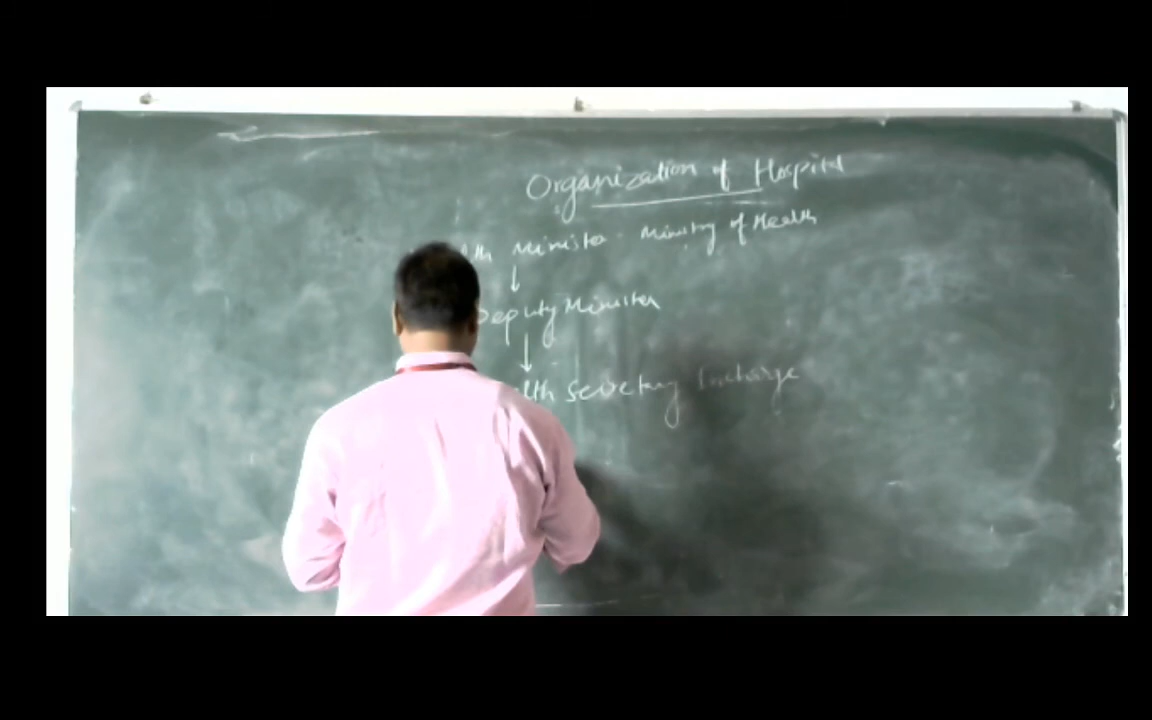 Organization of Hospital
Minister - Ministry of Health
Deputy Minister
Secretary Incharge